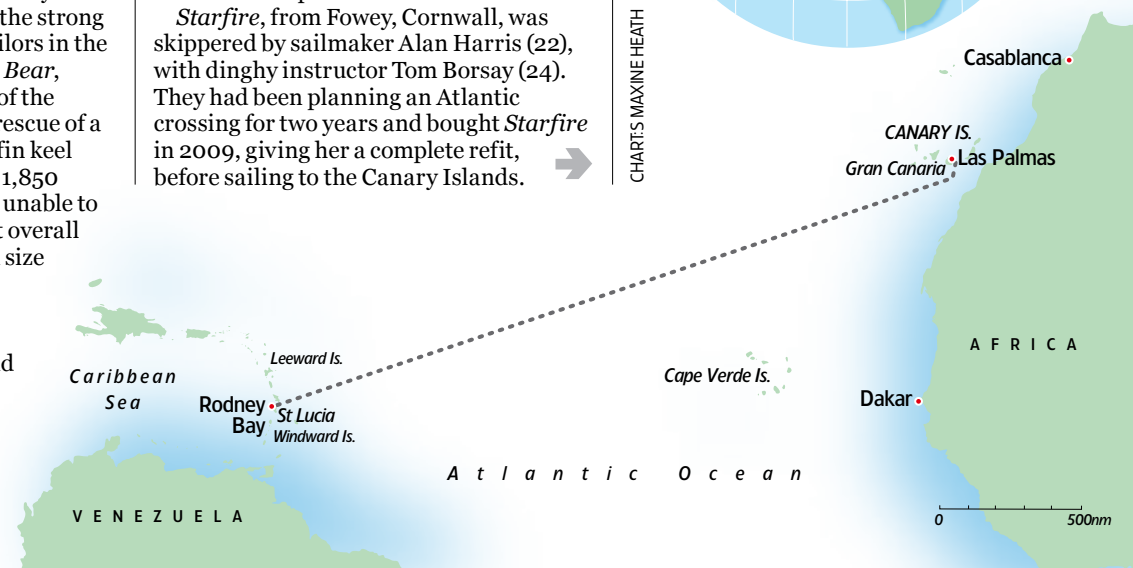 the strong
ilors in the
Bear,
of the
rescue of a
fin keel
1,850
unable to
t overall
size
Starfire, from Fowey, Cornwall, was
skippered by sailmaker Alan Harris (22),
with dinghy instructor Tom Borsay (24).
They had been planning an Atlantic
crossing for two years and bought Starfire
in 2009, giving her a complete refit,
before sailing to the Canary Islands.
CHART:S MAXINE HEATH
Casablanca
CANARY IS.
Las Palmas
Gran Canaria
AFRICA
Leeward Is.
Caribbean
Sea
Cape Verde Is.
Rodney
Bay
St Lucia
Windward Is.
Dakar
Atlantic Ocean
VENEZUELA
0 500nm